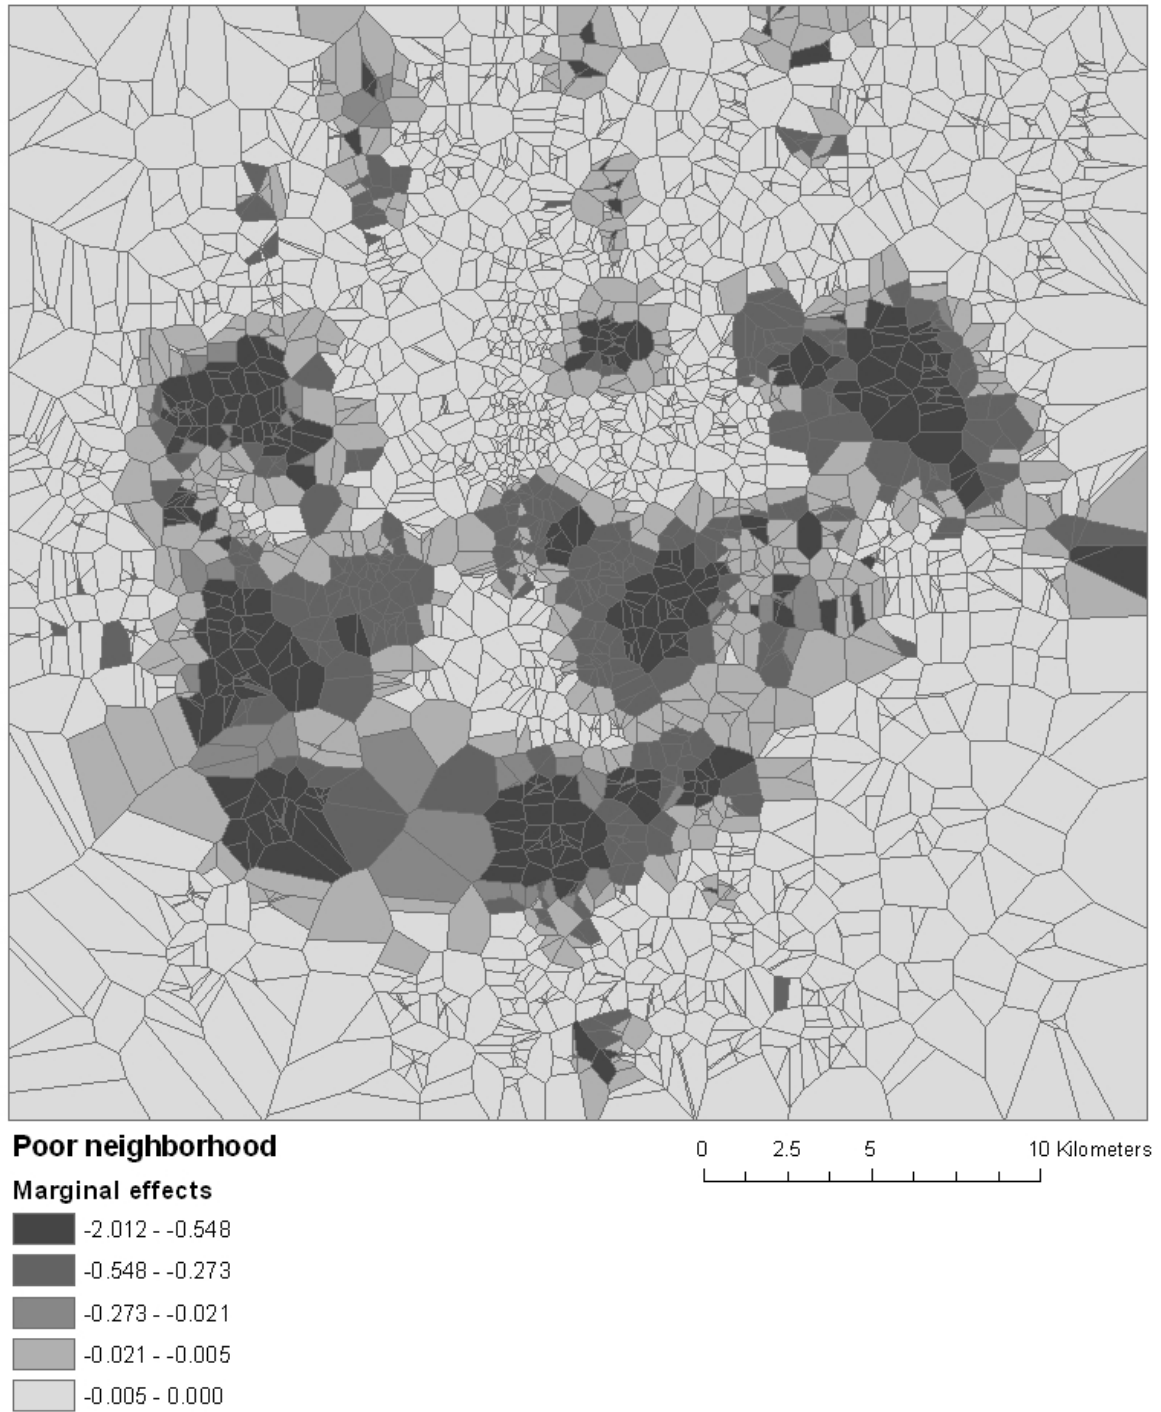 Poor neighborhood
0 2.5 5 10 Kilometers
Marginal effects
-2.012 - -0.548
-0.548 - -0.273
-0.273 - -0.021
-0.021 - -0.005
-0.005 - 0.000